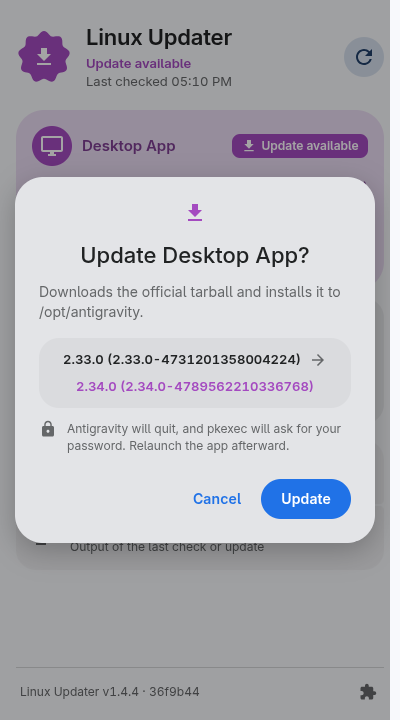 Linux Updater
Update available
Last checked 05:10 PM
Desktop App
Update available
Update Desktop App?
Downloads the official tarball and installs it to
/opt/antigravity.
2.33.0 (2.33.0-4731201358004224) →
2.34.0 (2.34.0-4789562210336768)
Antigravity will quit, and pkexec will ask for your
password. Relaunch the app afterward.
Cancel
Update
Output of the last check or update
Linux Updater v1.4.4 · 36f9b44